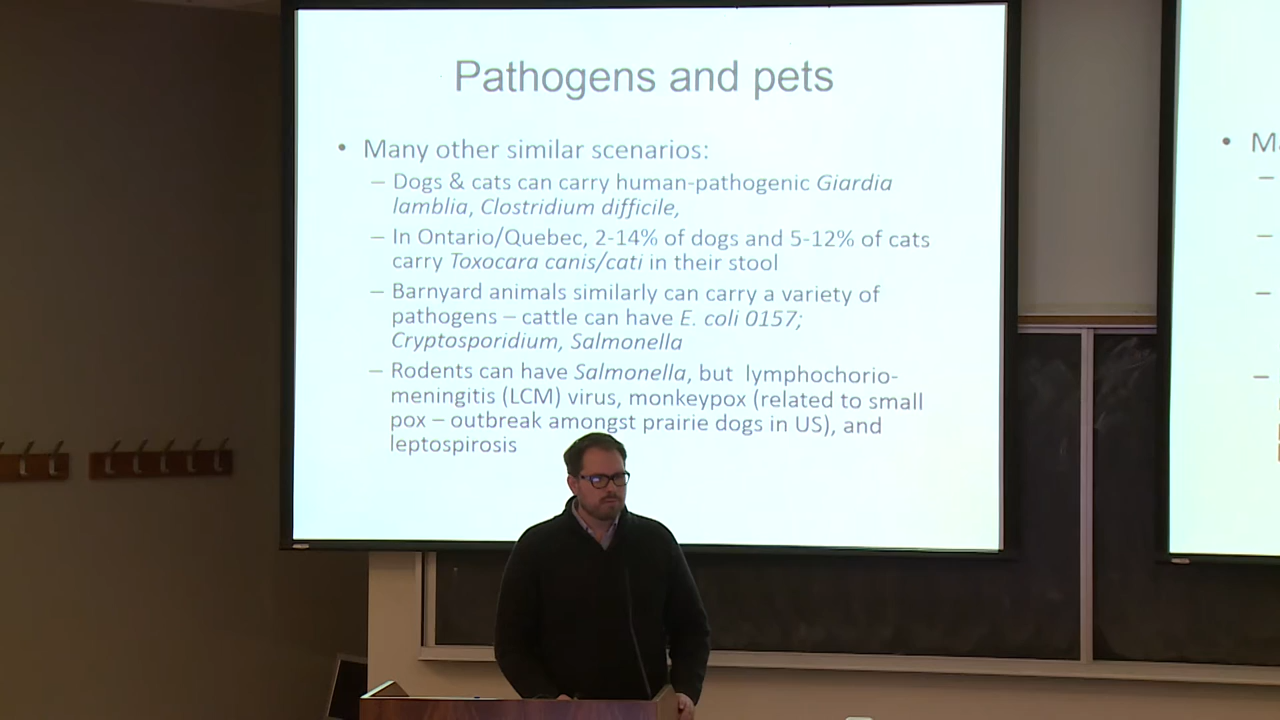 Pathogens and pets
• Many other similar scenarios:
– Dogs & cats can carry human-pathogenic Giardia
lamblia, Clostridium difficile,
– In Ontario/Quebec, 2-14% of dogs and 5-12% of cats
carry Toxocara canis/cati in their stool
– Barnyard animals similarly can carry a variety of
pathogens – cattle can have E. coli 0157;
Cryptosporidium, Salmonella
– Rodents can have Salmonella, but lymphochorio-
meningitis (LCM) virus, monkeypox (related to small
pox – outbreak amongst prairie dogs in US), and
leptospirosis